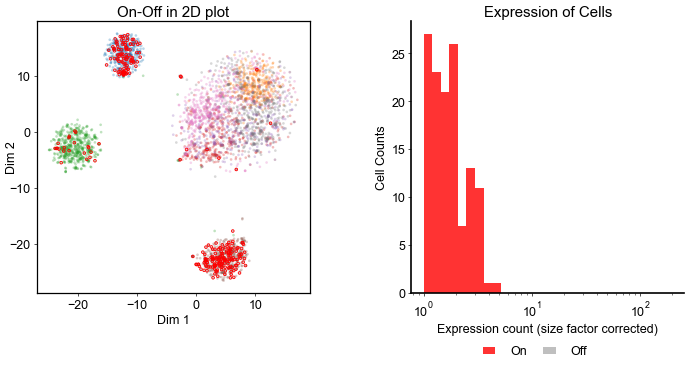 On-Off in 2D plot
Dim 2
10
0
−10
−20
−20
−10
0
10
Dim 1
Expression of Cells
Cell Counts
25
20
15
10
5
0
10⁰
10¹
10²
Expression count (size factor corrected)
On
Off